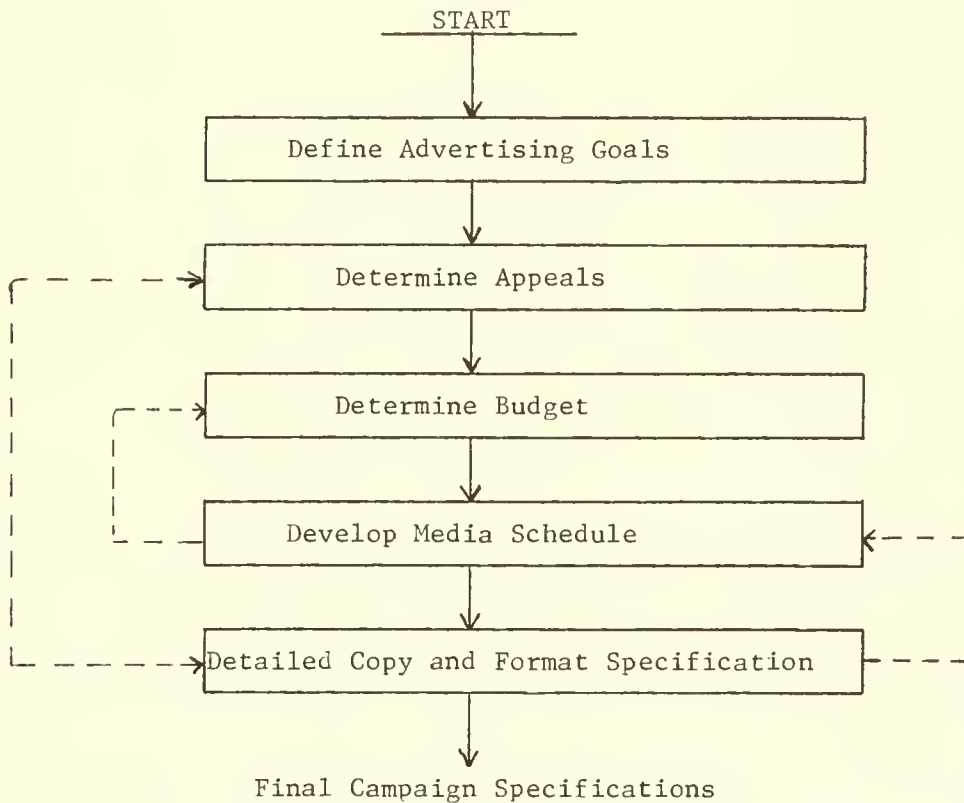 START
Define Advertising Goals
Determine Appeals
Determine Budget
Develop Media Schedule
Detailed Copy and Format Specification
Final Campaign Specifications